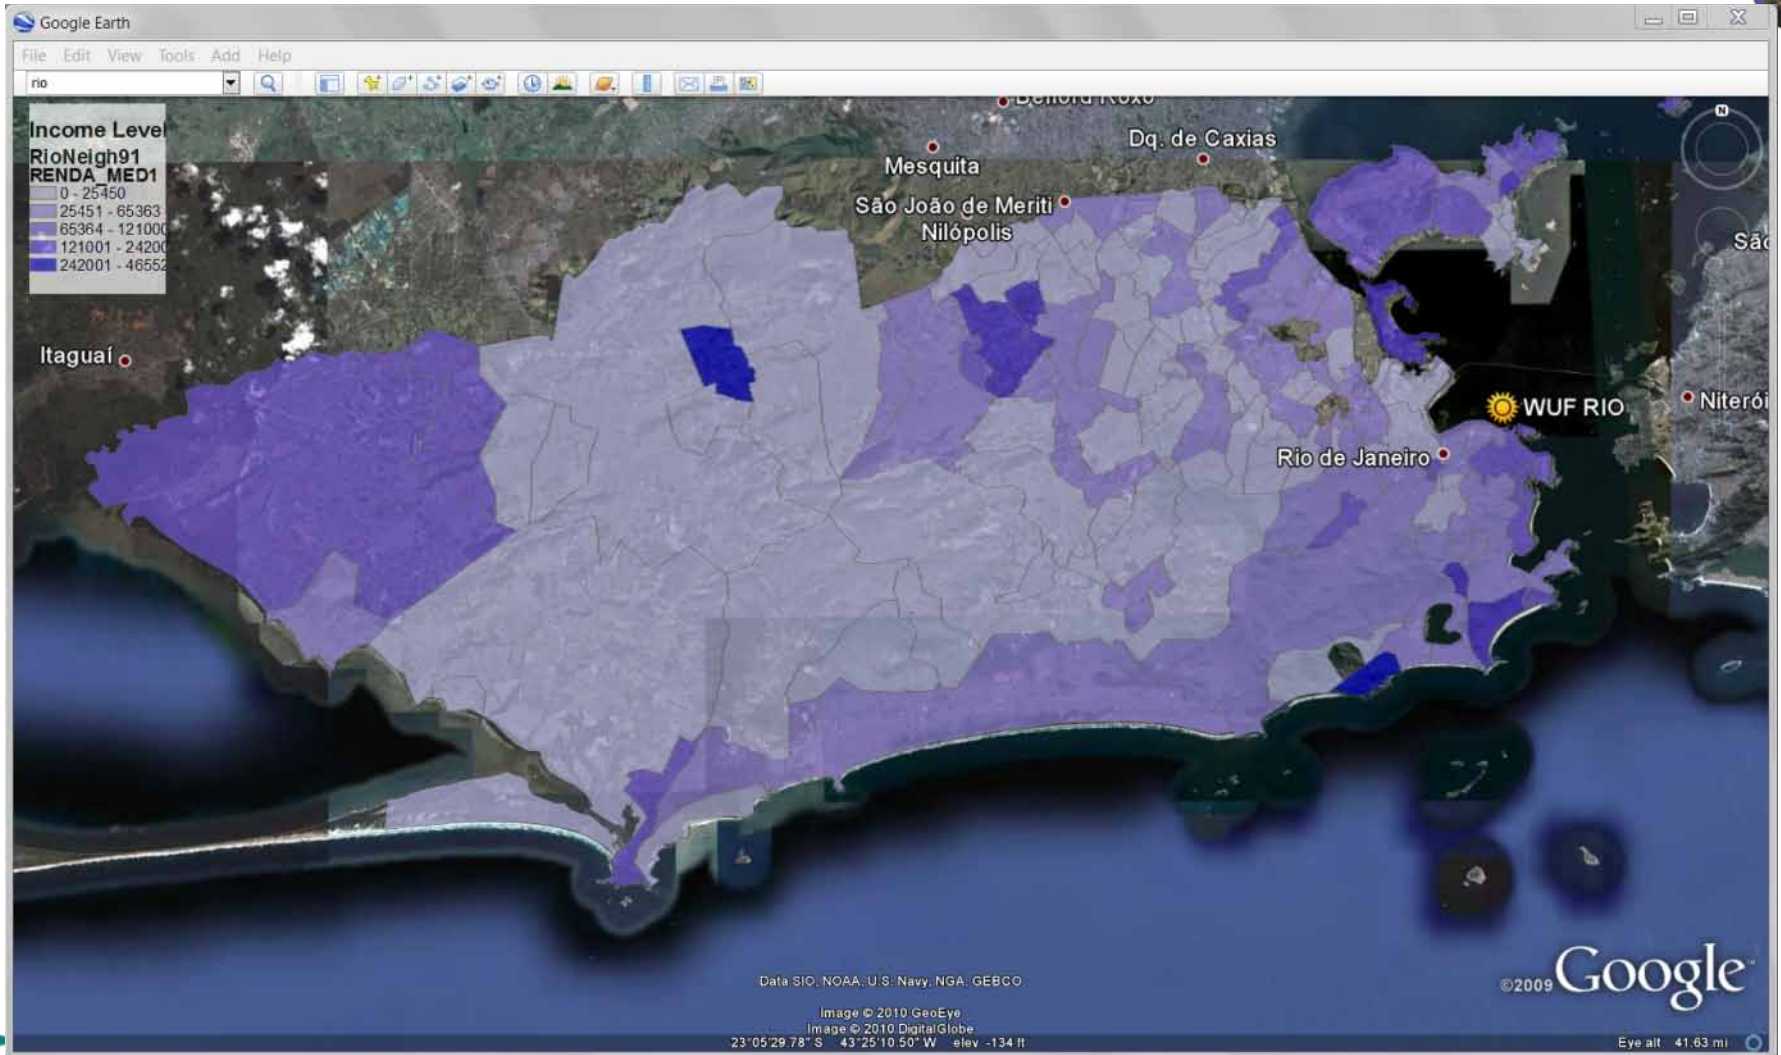 Google Earth
File Edit View Tools Add Help
rio
Income Level
RioNeigh91
RENDA_MED1
0 - 25450
25451 - 65363
65364 - 121000
121001 - 24200
242001 - 46552
N
Belford Roxo
Dq. de Caxias
Mesquita
São João de Meriti
Nilópolis
São
Itaguaí
WUF RIO
Niterói
Rio de Janeiro
©2009 Google
Data SIO, NOAA, U.S. Navy, NGA, GEBCO
Image © 2010 GeoEye
Image © 2010 DigitalGlobe
23°05'29.78" S 43°25'10.50" W elev -134 ft
Eye alt 41.63 mi